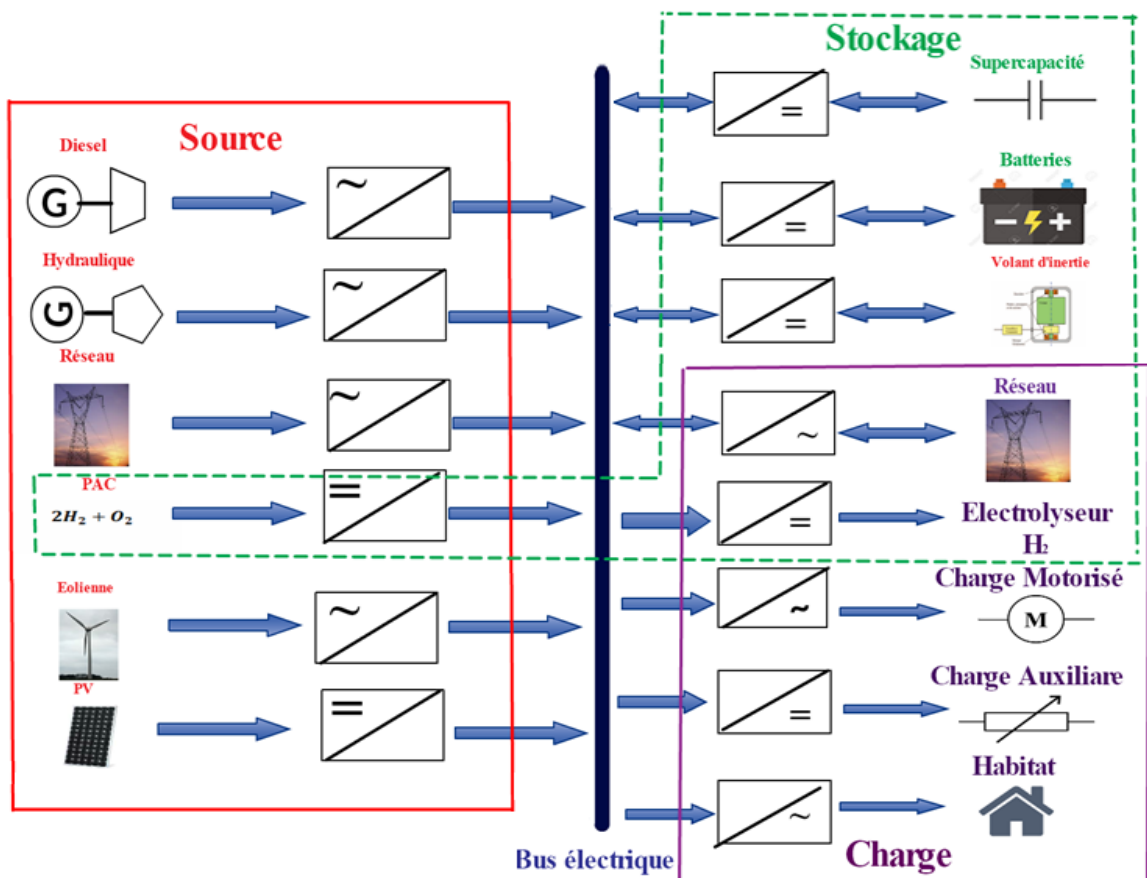 Stockage
Supercapacité
=
Source
Diesel
G
~
Batteries
=
Hydraulique
G
~
Volant d'inertie
=
Réseau
~
Réseau
~
PAC
2H₂ + O₂
=
=
Electrolyseur
H₂
Eolienne
~
Charge Motorisé
~
M
PV
=
Charge Auxiliare
=
Habitat
~
Bus électrique
Charge